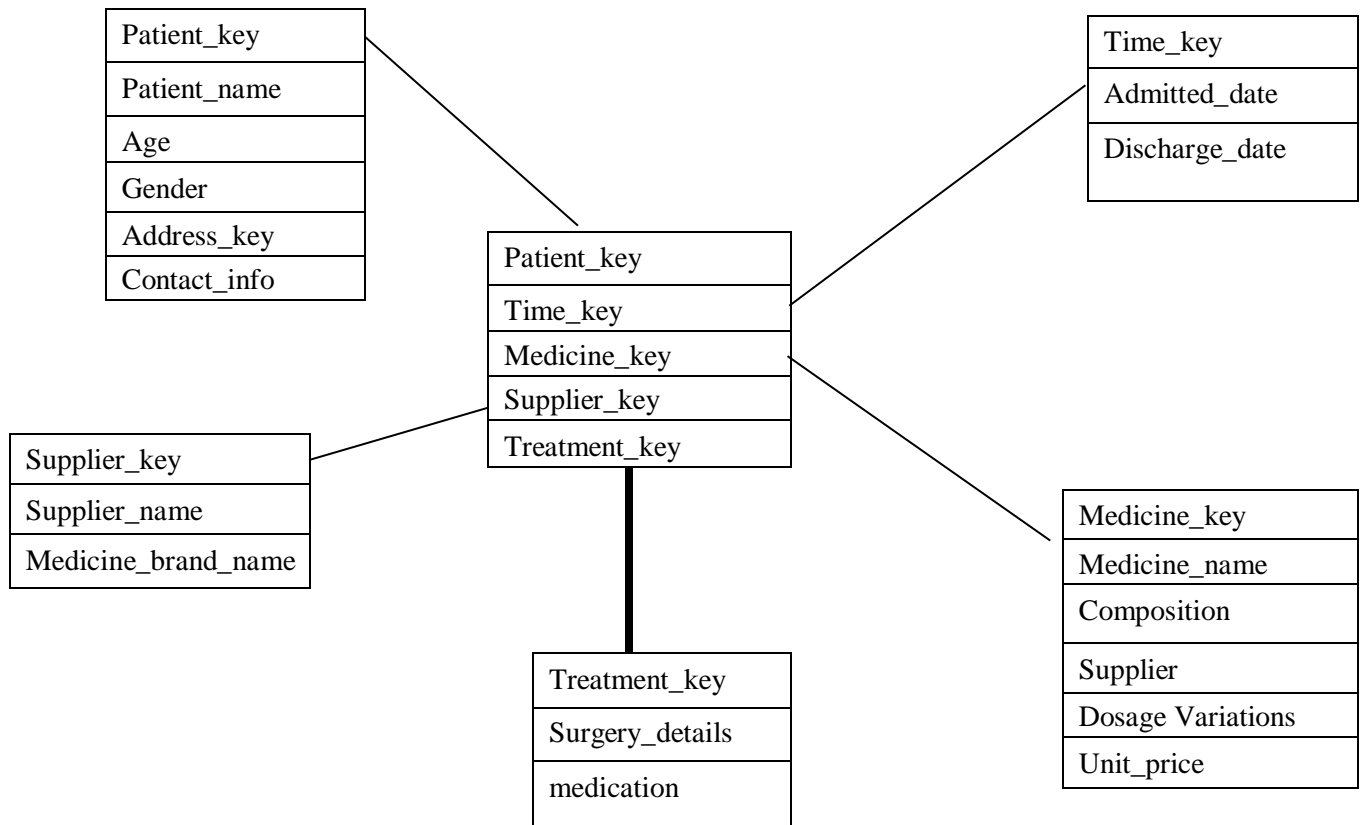 Patient_key
Patient_name
Age
Gender
Address_key
Contact_info
Time_key
Admitted_date
Discharge_date
Patient_key
Time_key
Medicine_key
Supplier_key
Treatment_key
Supplier_key
Supplier_name
Medicine_brand_name
Medicine_key
Medicine_name
Composition
Supplier
Dosage Variations
Unit_price
Treatment_key
Surgery_details
medication